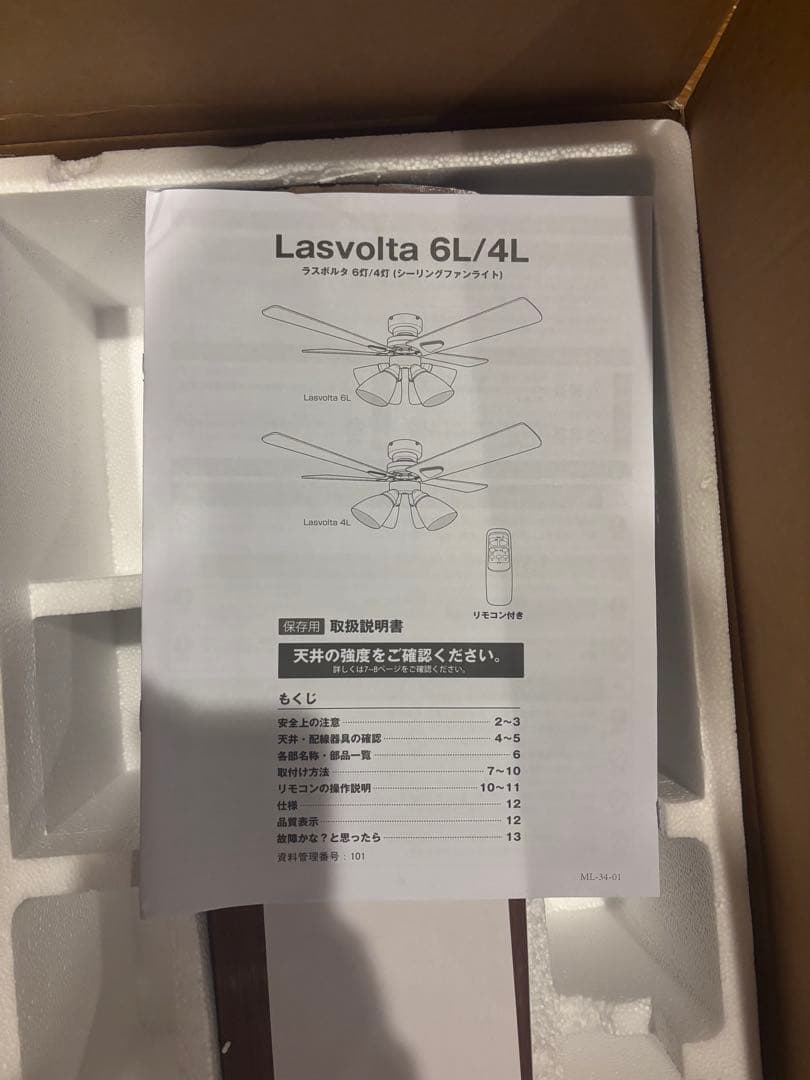 Lasvolta 6L/4L
ラスボルタ 6灯/4灯 (シーリングファンライト)
Lasvolta 6L
Lasvolta 4L
リモコン付き
保存用 取扱説明書
天井の強度をご確認ください。
詳しくは7~8ページをご確認ください。
もくじ
安全上の注意 2～3
天井・配線器具の確認 4～5
各部名称・部品一覧 6
取付け方法 7～10
リモコンの操作説明 10～11
仕様 12
品質表示 12
故障かな？と思ったら 13
資料管理番号：101
ML-34-01